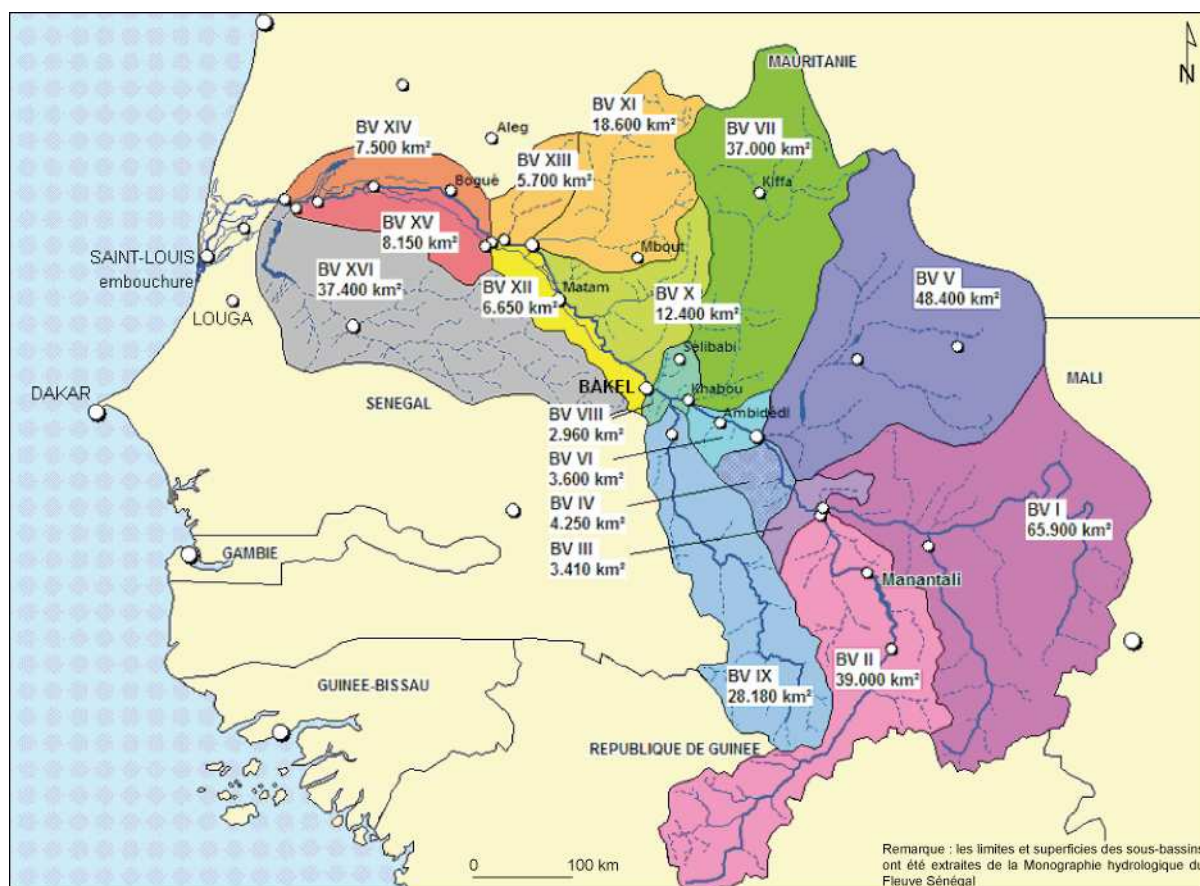 MAURITANIE
N
BV XI
18.600 km²
BV XIV
7.500 km²
Aleg
BV VII
37.000 km²
BV XIII
5.700 km²
Bogué
Kiffa
BV XV
8.150 km²
SAINT-LOUIS
embouchure
Mbout
BV XVI
37.400 km²
BV V
48.400 km²
BV XII
6.650 km²
Matam
BV X
12.400 km²
LOUGA
Sélibabi
MALI
BAKEL
DAKAR
Khabou
SENEGAL
Ambidédi
BV VIII
2.960 km²
BV VI
3.600 km²
BV IV
4.250 km²
BV I
65.900 km²
BV III
3.410 km²
GAMBIE
Manantali
BV II
39.000 km²
BV IX
28.180 km²
GUINEE-BISSAU
REPUBLIQUE DE GUINEE
0 100 km
Remarque : les limites et superficies des sous-bassins
ont été extraites de la Monographie hydrologique du
Fleuve Sénégal